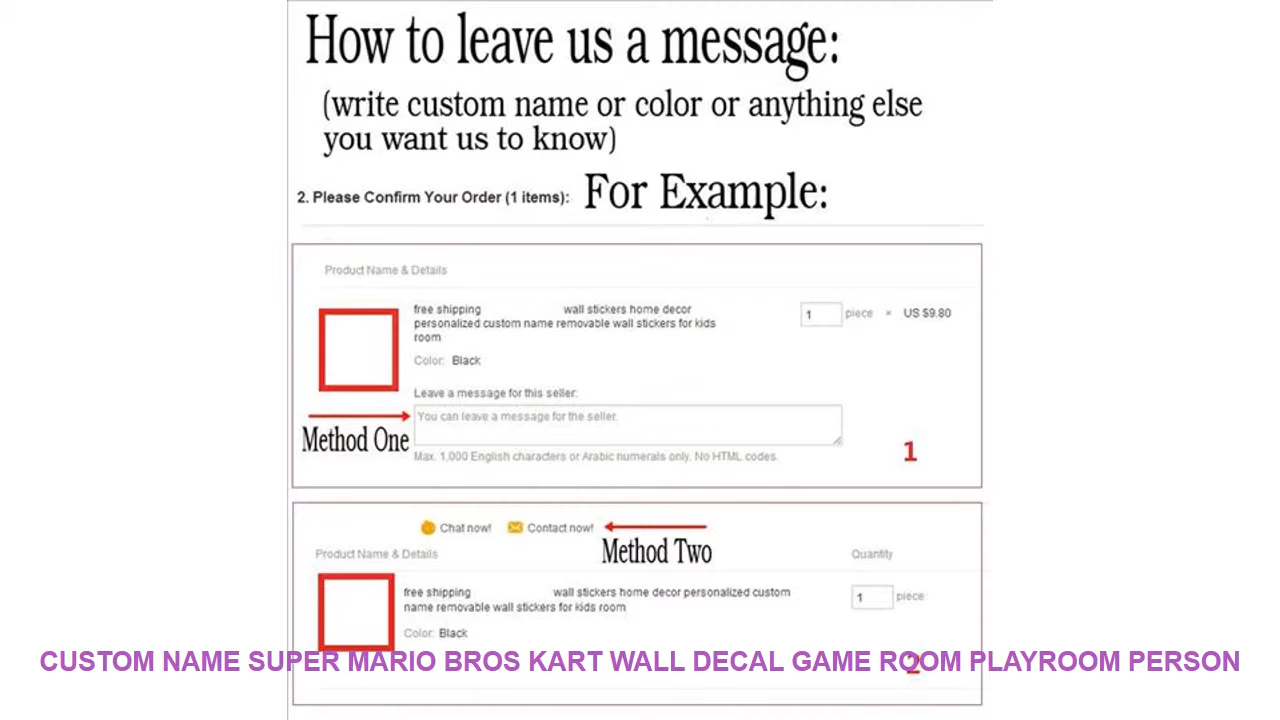 How to leave us a message:
(write custom name or color or anything else
you want us to know)
2. Please Confirm Your Order (1 items): For Example:
Product Name & Details
free shipping wall stickers home decor
personalized custom name removable wall stickers for kids
room
1 piece × US $9.80
Color: Black
Leave a message for this seller:
You can leave a message for the seller.
Method One
Max. 1,000 English characters or Arabic numerals only. No HTML codes.
1
Chat now! Contact now!
Method Two
Product Name & Details Quantity
free shipping wall stickers home decor personalized custom
name removable wall stickers for kids room
1 piece
Color: Black
CUSTOM NAME SUPER MARIO BROS KART WALL DECAL GAME ROOM PLAYROOM PERSON
2